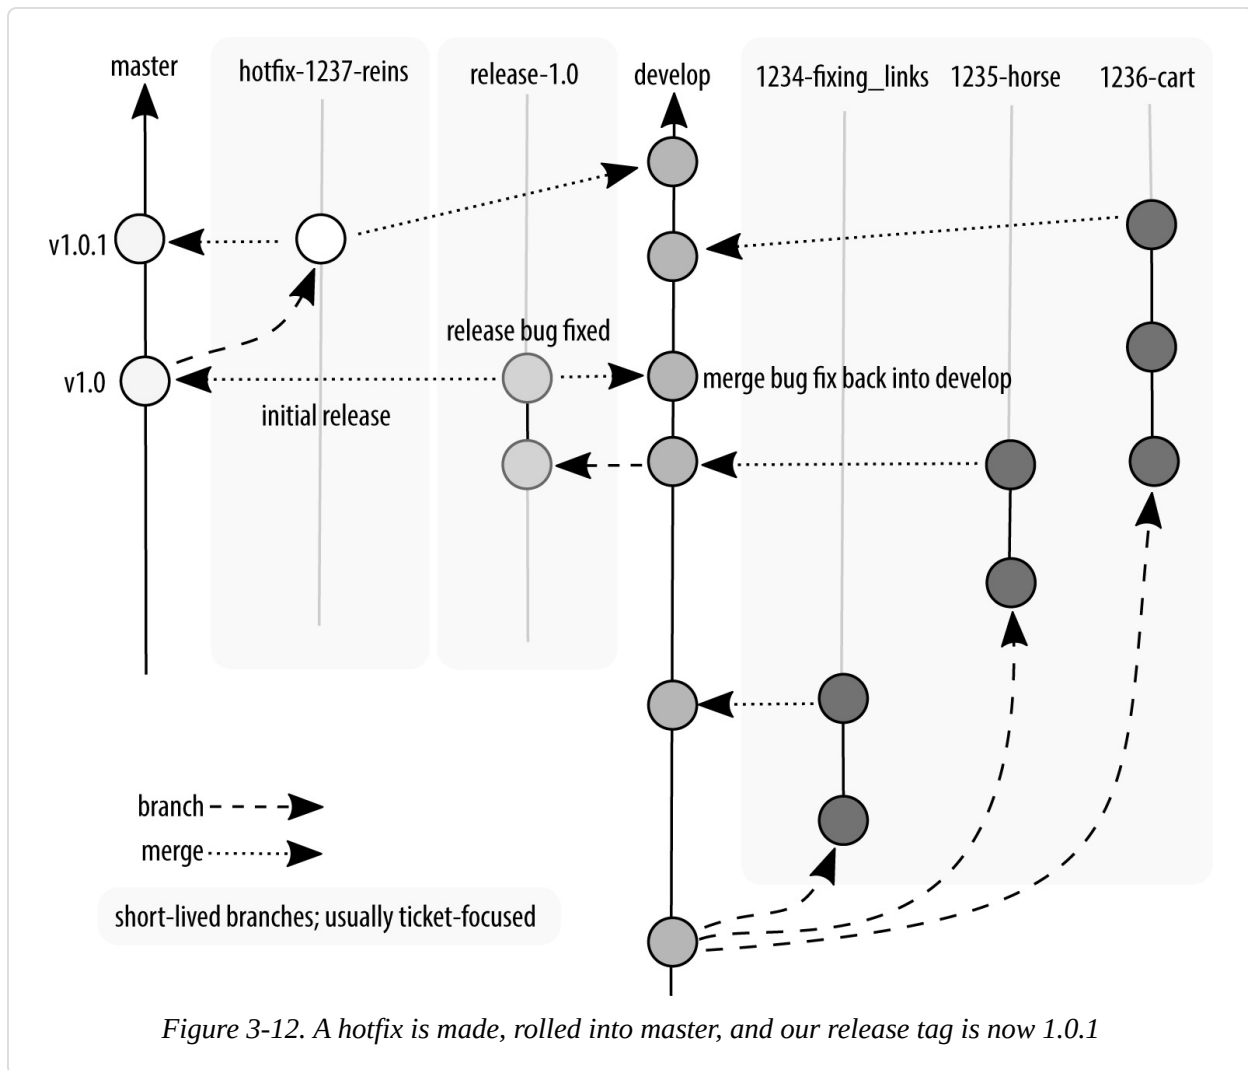 master
hotfix-1237-reins
release-1.0
develop
1234-fixing_links
1235-horse
1236-cart
v1.0.1
release bug fixed
v1.0
merge bug fix back into develop
initial release
branch
merge
short-lived branches; usually ticket-focused
Figure 3-12. A hotfix is made, rolled into master, and our release tag is now 1.0.1